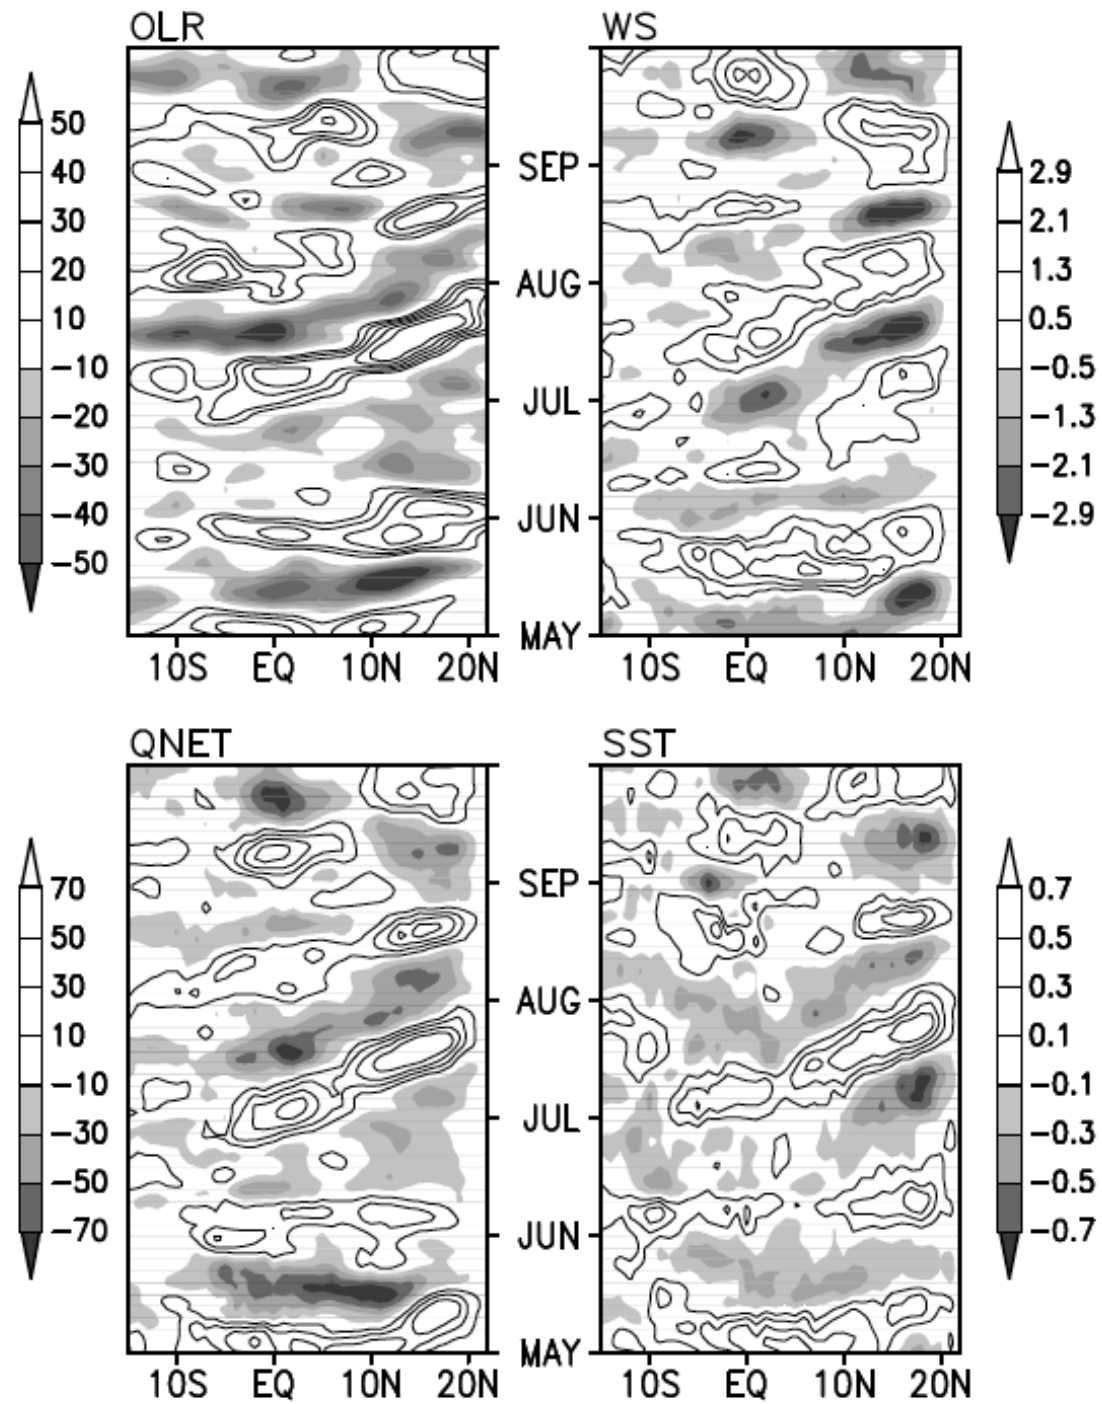 OLR WS
50
40
30
20
10
−10
−20
−30
−40
−50
SEP
AUG
JUL
JUN
MAY
2.9
2.1
1.3
0.5
−0.5
−1.3
−2.1
−2.9
10S EQ 10N 20N 10S EQ 10N 20N
QNET SST
70
50
30
10
−10
−30
−50
−70
SEP
AUG
JUL
JUN
MAY
0.7
0.5
0.3
0.1
−0.1
−0.3
−0.5
−0.7
10S EQ 10N 20N 10S EQ 10N 20N